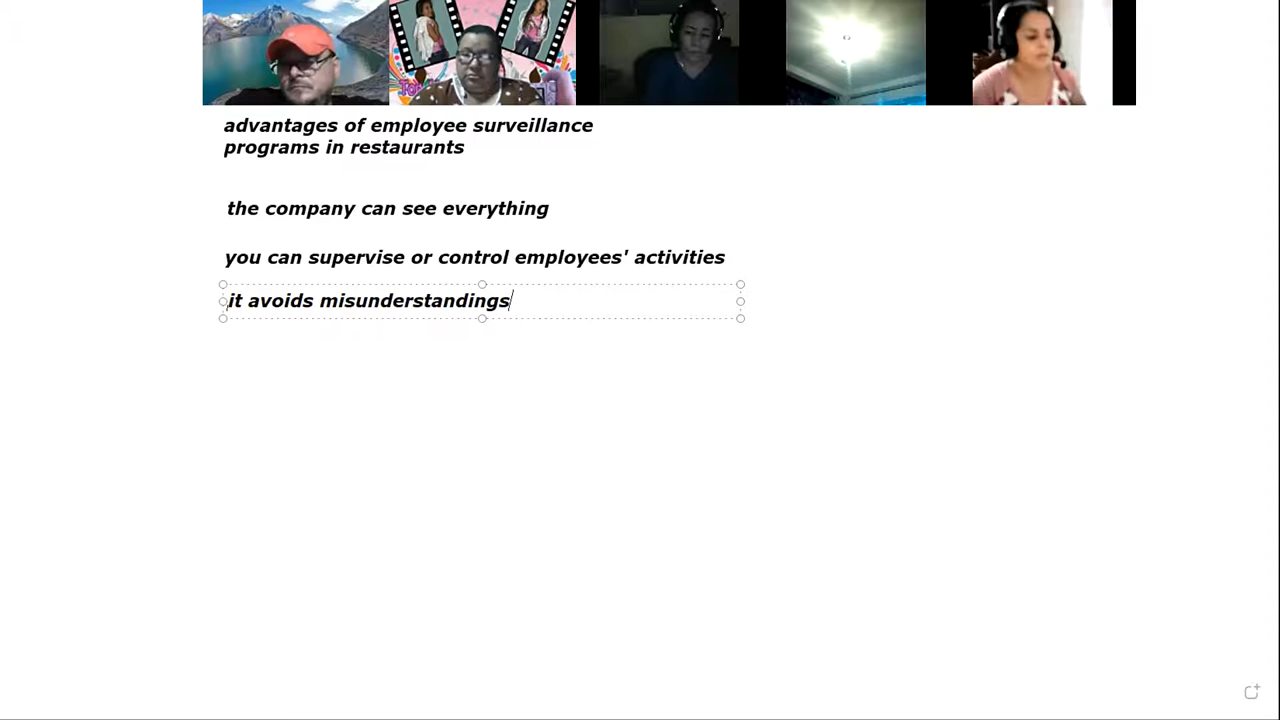 advantages of employee surveillance
programs in restaurants
the company can see everything
you can supervise or control employees' activities
it avoids misunderstandings